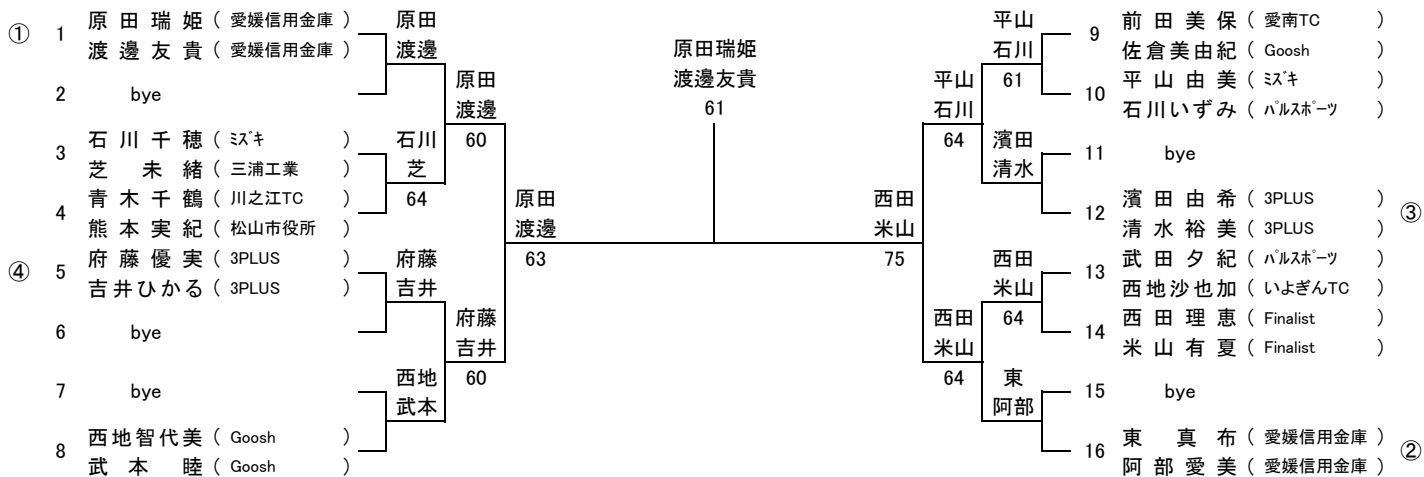 ① 1 原田瑞姫 ( 愛媛信用金庫 )
渡邊友貴 ( 愛媛信用金庫 )
2 bye
3 石川千穂 ( ミズキ )
芝未緒 ( 三浦工業 )
4 青木千鶴 ( 川之江TC )
熊本実紀 ( 松山市役所 )
④ 5 府藤優実 ( 3PLUS )
吉井ひかる ( 3PLUS )
6 bye
7 bye
8 西地智代美 ( Goosh )
武本睦 ( Goosh )
原田
渡邊
石川
芝
64
府藤
吉井
西地
武本
原田
渡邊
60
府藤
吉井
60
原田
渡邊
63
原田瑞姫
渡邊友貴
61
西田
米山
75
平山
石川
64
西田
米山
64
平山
石川
61
濱田
清水
西田
米山
64
東
阿部
9 前田美保 ( 愛南TC )
佐倉美由紀 ( Goosh )
10 平山由美 ( ミズキ )
石川いずみ ( パルスポーツ )
11 bye
12 濱田由希 ( 3PLUS ) ③
清水裕美 ( 3PLUS )
13 武田夕紀 ( パルスポーツ )
西地沙也加 ( いよぎんTC )
14 西田理恵 ( Finalist )
米山有夏 ( Finalist )
15 bye
16 東真布 ( 愛媛信用金庫 ) ②
阿部愛美 ( 愛媛信用金庫 )